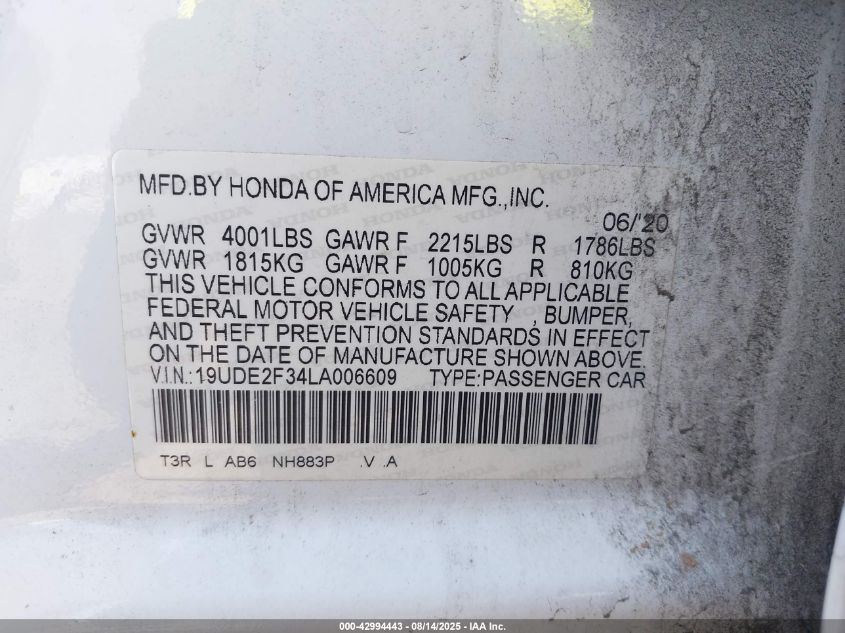 MFD.BY HONDA OF AMERICA MFG.,INC.
06/'20
GVWR 4001LBS GAWR F 2215LBS R 1786LBS
GVWR 1815KG GAWR F 1005KG R 810KG
THIS VEHICLE CONFORMS TO ALL APPLICABLE
FEDERAL MOTOR VEHICLE SAFETY , BUMPER,
AND THEFT PREVENTION STANDARDS IN EFFECT
ON THE DATE OF MANUFACTURE SHOWN ABOVE.
V.I.N.:19UDE2F34LA006609 TYPE:PASSENGER CAR
T3R L AB6 NH883P .V .A
000-42994443 - 08/14/2025 - IAA Inc.